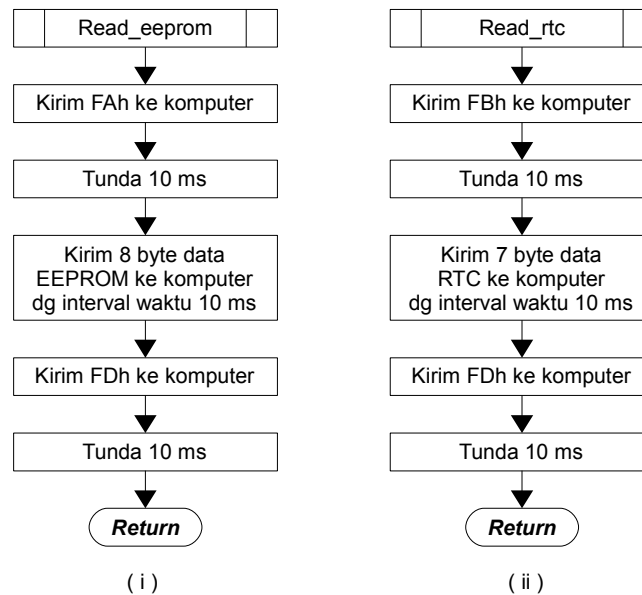 Read_eeprom
Kirim FAh ke komputer
Tunda 10 ms
Kirim 8 byte data
EEPROM ke komputer
dg interval waktu 10 ms
Kirim FDh ke komputer
Tunda 10 ms
Return
( i )
Read_rtc
Kirim FBh ke komputer
Tunda 10 ms
Kirim 7 byte data
RTC ke komputer
dg interval waktu 10 ms
Kirim FDh ke komputer
Tunda 10 ms
Return
( ii )